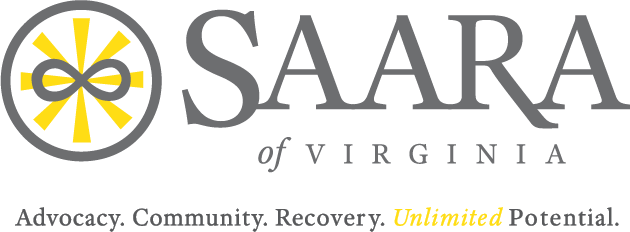 SAARA
of VIRGINIA
Advocacy. Community. Recovery. Unlimited Potential.